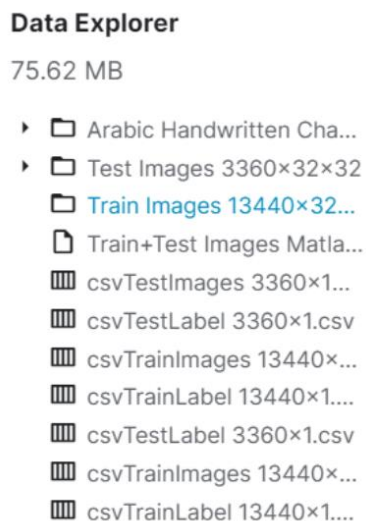 Data Explorer
75.62 MB
Arabic Handwritten Cha...
Test Images 3360×32×32
Train Images 13440×32...
Train+Test Images Matla...
csvTestImages 3360×1...
csvTestLabel 3360×1.csv
csvTrainImages 13440×...
csvTrainLabel 13440×1....
csvTestLabel 3360×1.csv
csvTrainImages 13440×...
csvTrainLabel 13440×1....